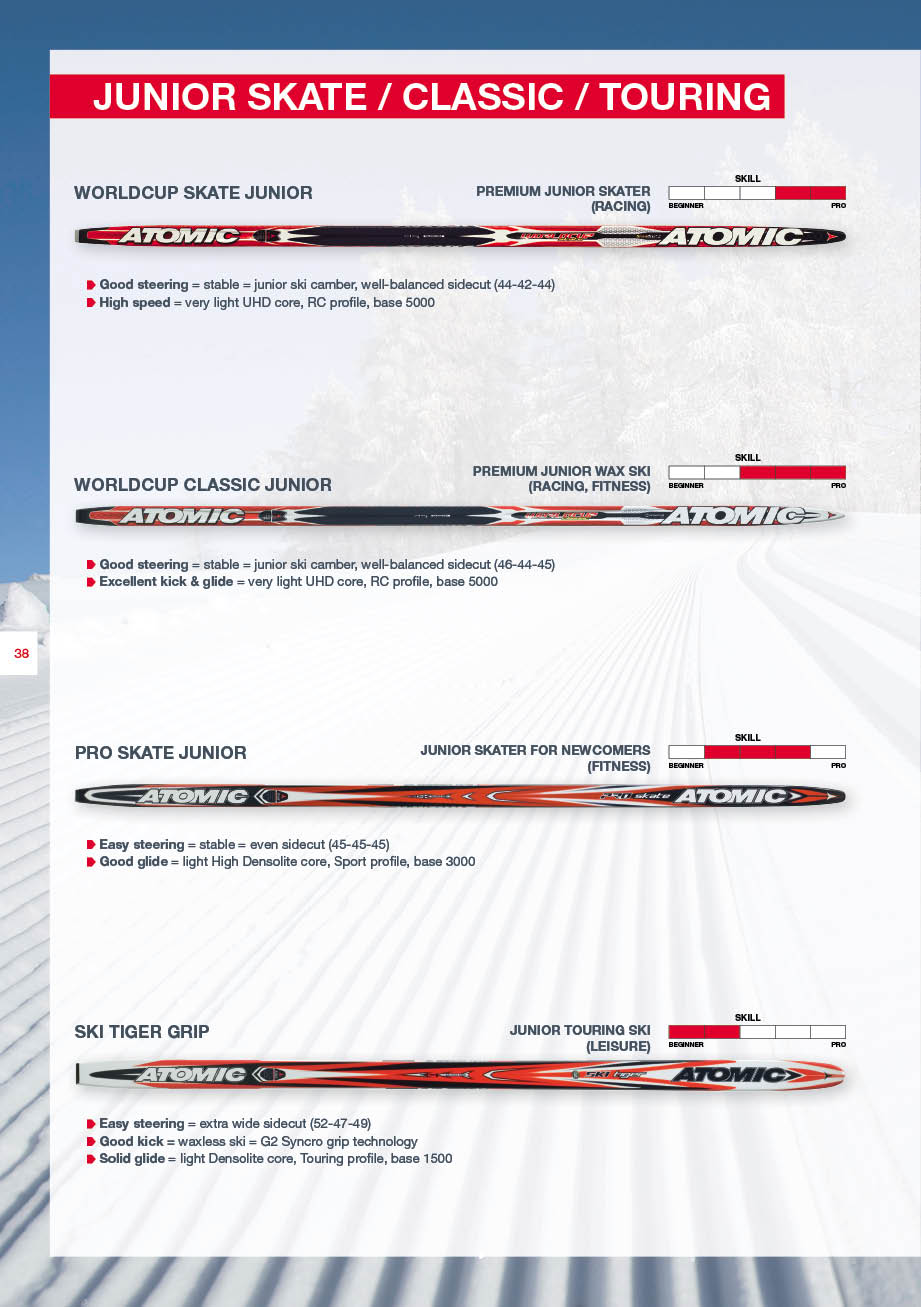 JUNIOR SKATE / CLASSIC / TOURING
WORLDCUP SKATE JUNIOR
PREMIUM JUNIOR SKATER
(RACING)
SKILL
BEGINNER PRO
ATOMIC WORLDCUP ATOMIC
Good steering = stable = junior ski camber, well-balanced sidecut (44-42-44)
High speed = very light UHD core, RC profile, base 5000
WORLDCUP CLASSIC JUNIOR
PREMIUM JUNIOR WAX SKI
(RACING, FITNESS)
SKILL
BEGINNER PRO
ATOMIC WORLDCUP ATOMIC
Good steering = stable = junior ski camber, well-balanced sidecut (46-44-45)
Excellent kick & glide = very light UHD core, RC profile, base 5000
38
PRO SKATE JUNIOR
JUNIOR SKATER FOR NEWCOMERS
(FITNESS)
SKILL
BEGINNER PRO
ATOMIC skate ATOMIC
Easy steering = stable = even sidecut (45-45-45)
Good glide = light High Densolite core, Sport profile, base 3000
SKI TIGER GRIP
JUNIOR TOURING SKI
(LEISURE)
SKILL
BEGINNER PRO
ATOMIC SKI tiger ATOMIC
Easy steering = extra wide sidecut (52-47-49)
Good kick = waxless ski = G2 Syncro grip technology
Solid glide = light Densolite core, Touring profile, base 1500